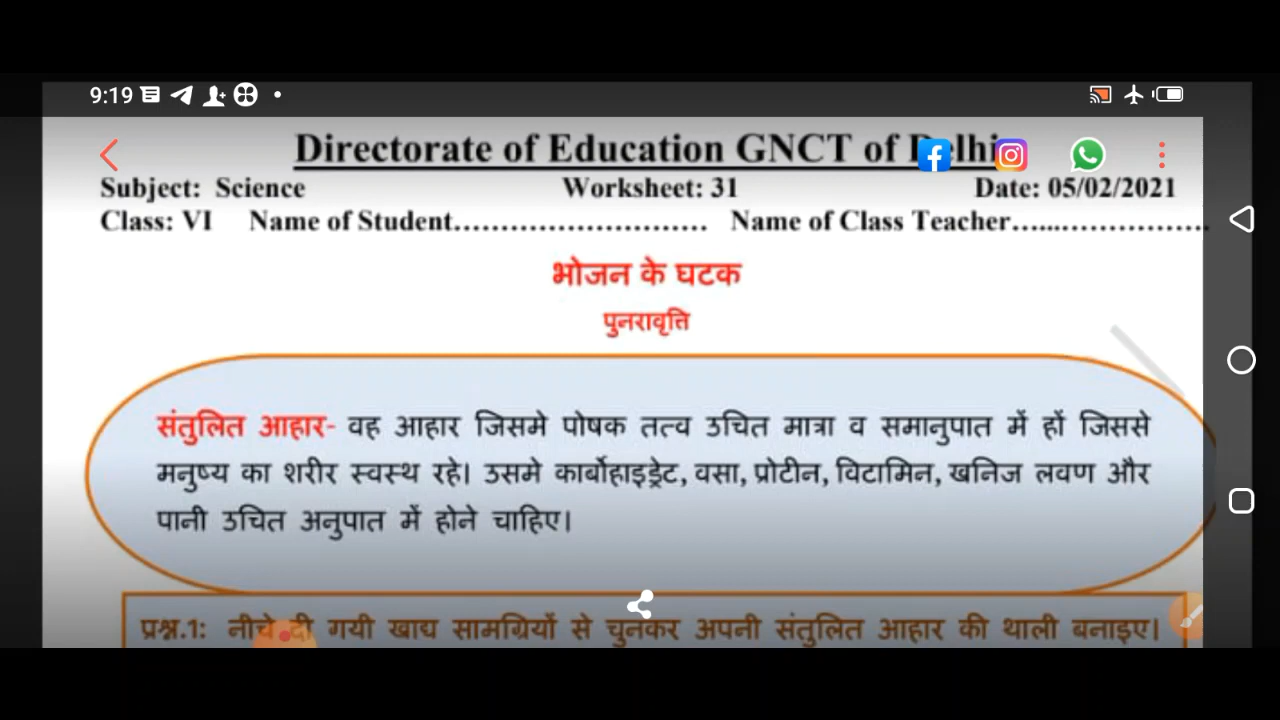 9:19
Directorate of Education GNCT of Delhi
Subject: Science Worksheet: 31 Date: 05/02/2021
Class: VI Name of Student........................... Name of Class Teacher.......................
भोजन के घटक
पुनरावृत्ति
संतुलित आहार- वह आहार जिसमे पोषक तत्व उचित मात्रा व समानुपात में हों जिससे
मनुष्य का शरीर स्वस्थ रहे। उसमे कार्बोहाइड्रेट, वसा, प्रोटीन, विटामिन, खनिज लवण और
पानी उचित अनुपात में होने चाहिए।
प्रश्न.1: नीचे दी गयी खाद्य सामग्रियों से चुनकर अपनी संतुलित आहार की थाली बनाइए।